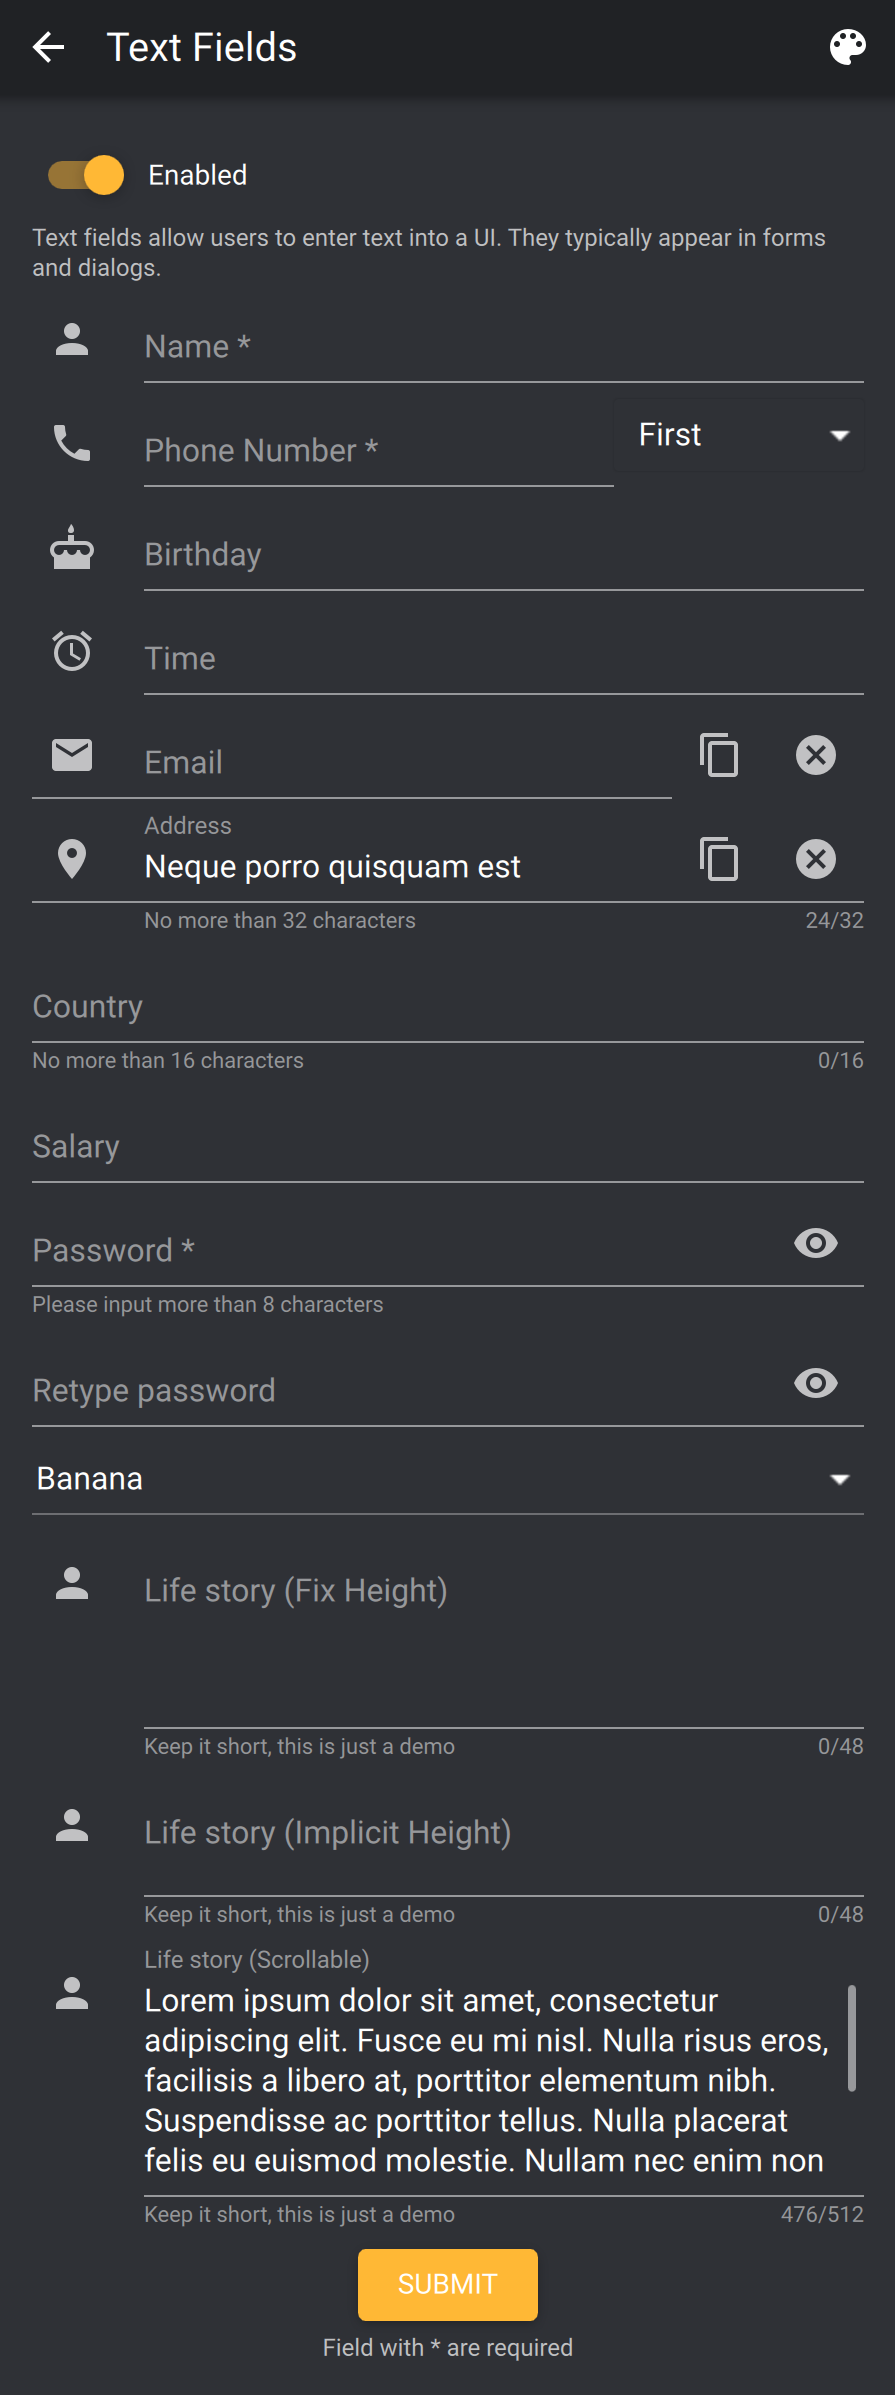 Text Fields
Enabled
Text fields allow users to enter text into a UI. They typically appear in forms
and dialogs.
Name *
Phone Number *
First
Birthday
Time
Email
Address
Neque porro quisquam est
No more than 32 characters
24/32
Country
No more than 16 characters
0/16
Salary
Password *
Please input more than 8 characters
Retype password
Banana
Life story (Fix Height)
Keep it short, this is just a demo
0/48
Life story (Implicit Height)
Keep it short, this is just a demo
0/48
Life story (Scrollable)
Lorem ipsum dolor sit amet, consectetur
adipiscing elit. Fusce eu mi nisl. Nulla risus eros,
facilisis a libero at, porttitor elementum nibh.
Suspendisse ac porttitor tellus. Nulla placerat
felis eu euismod molestie. Nullam nec enim non
Keep it short, this is just a demo
476/512
SUBMIT
Field with * are required